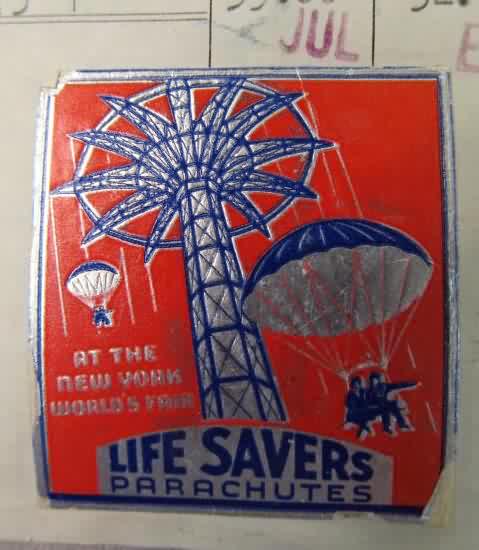 JUL
AT THE
NEW YORK
WORLD'S FAIR
LIFE SAVERS
PARACHUTES